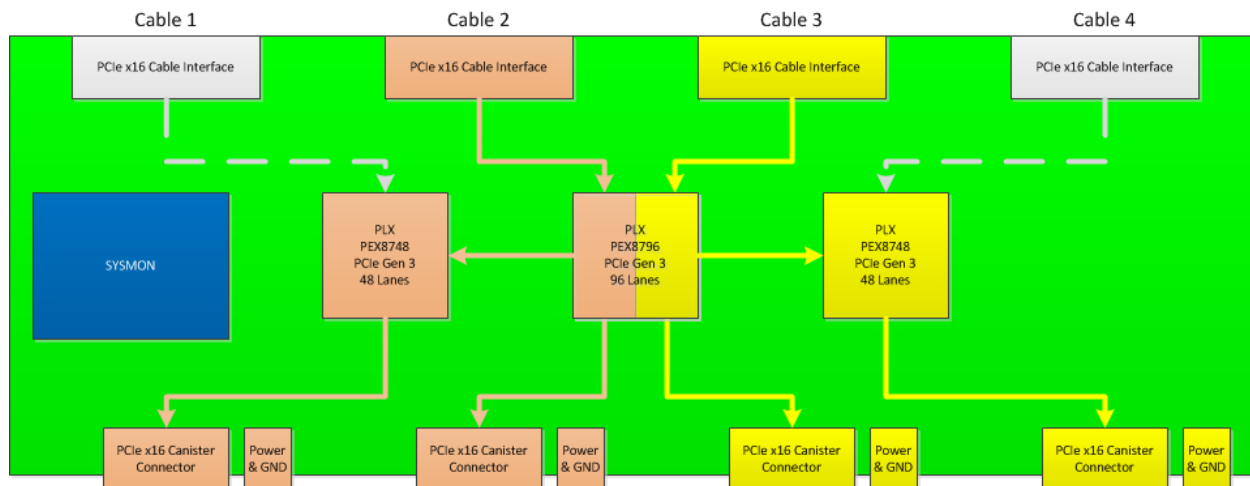 Cable 1
Cable 2
Cable 3
Cable 4
PCIe x16 Cable Interface
PCIe x16 Cable Interface
PCIe x16 Cable Interface
PCIe x16 Cable Interface
SYSMON
PLX
PEX8748
PCIe Gen 3
48 Lanes
PLX
PEX8796
PCIe Gen 3
96 Lanes
PLX
PEX8748
PCIe Gen 3
48 Lanes
PCIe x16 Canister
Connector
Power
& GND
PCIe x16 Canister
Connector
Power
& GND
PCIe x16 Canister
Connector
Power
& GND
PCIe x16 Canister
Connector
Power
& GND